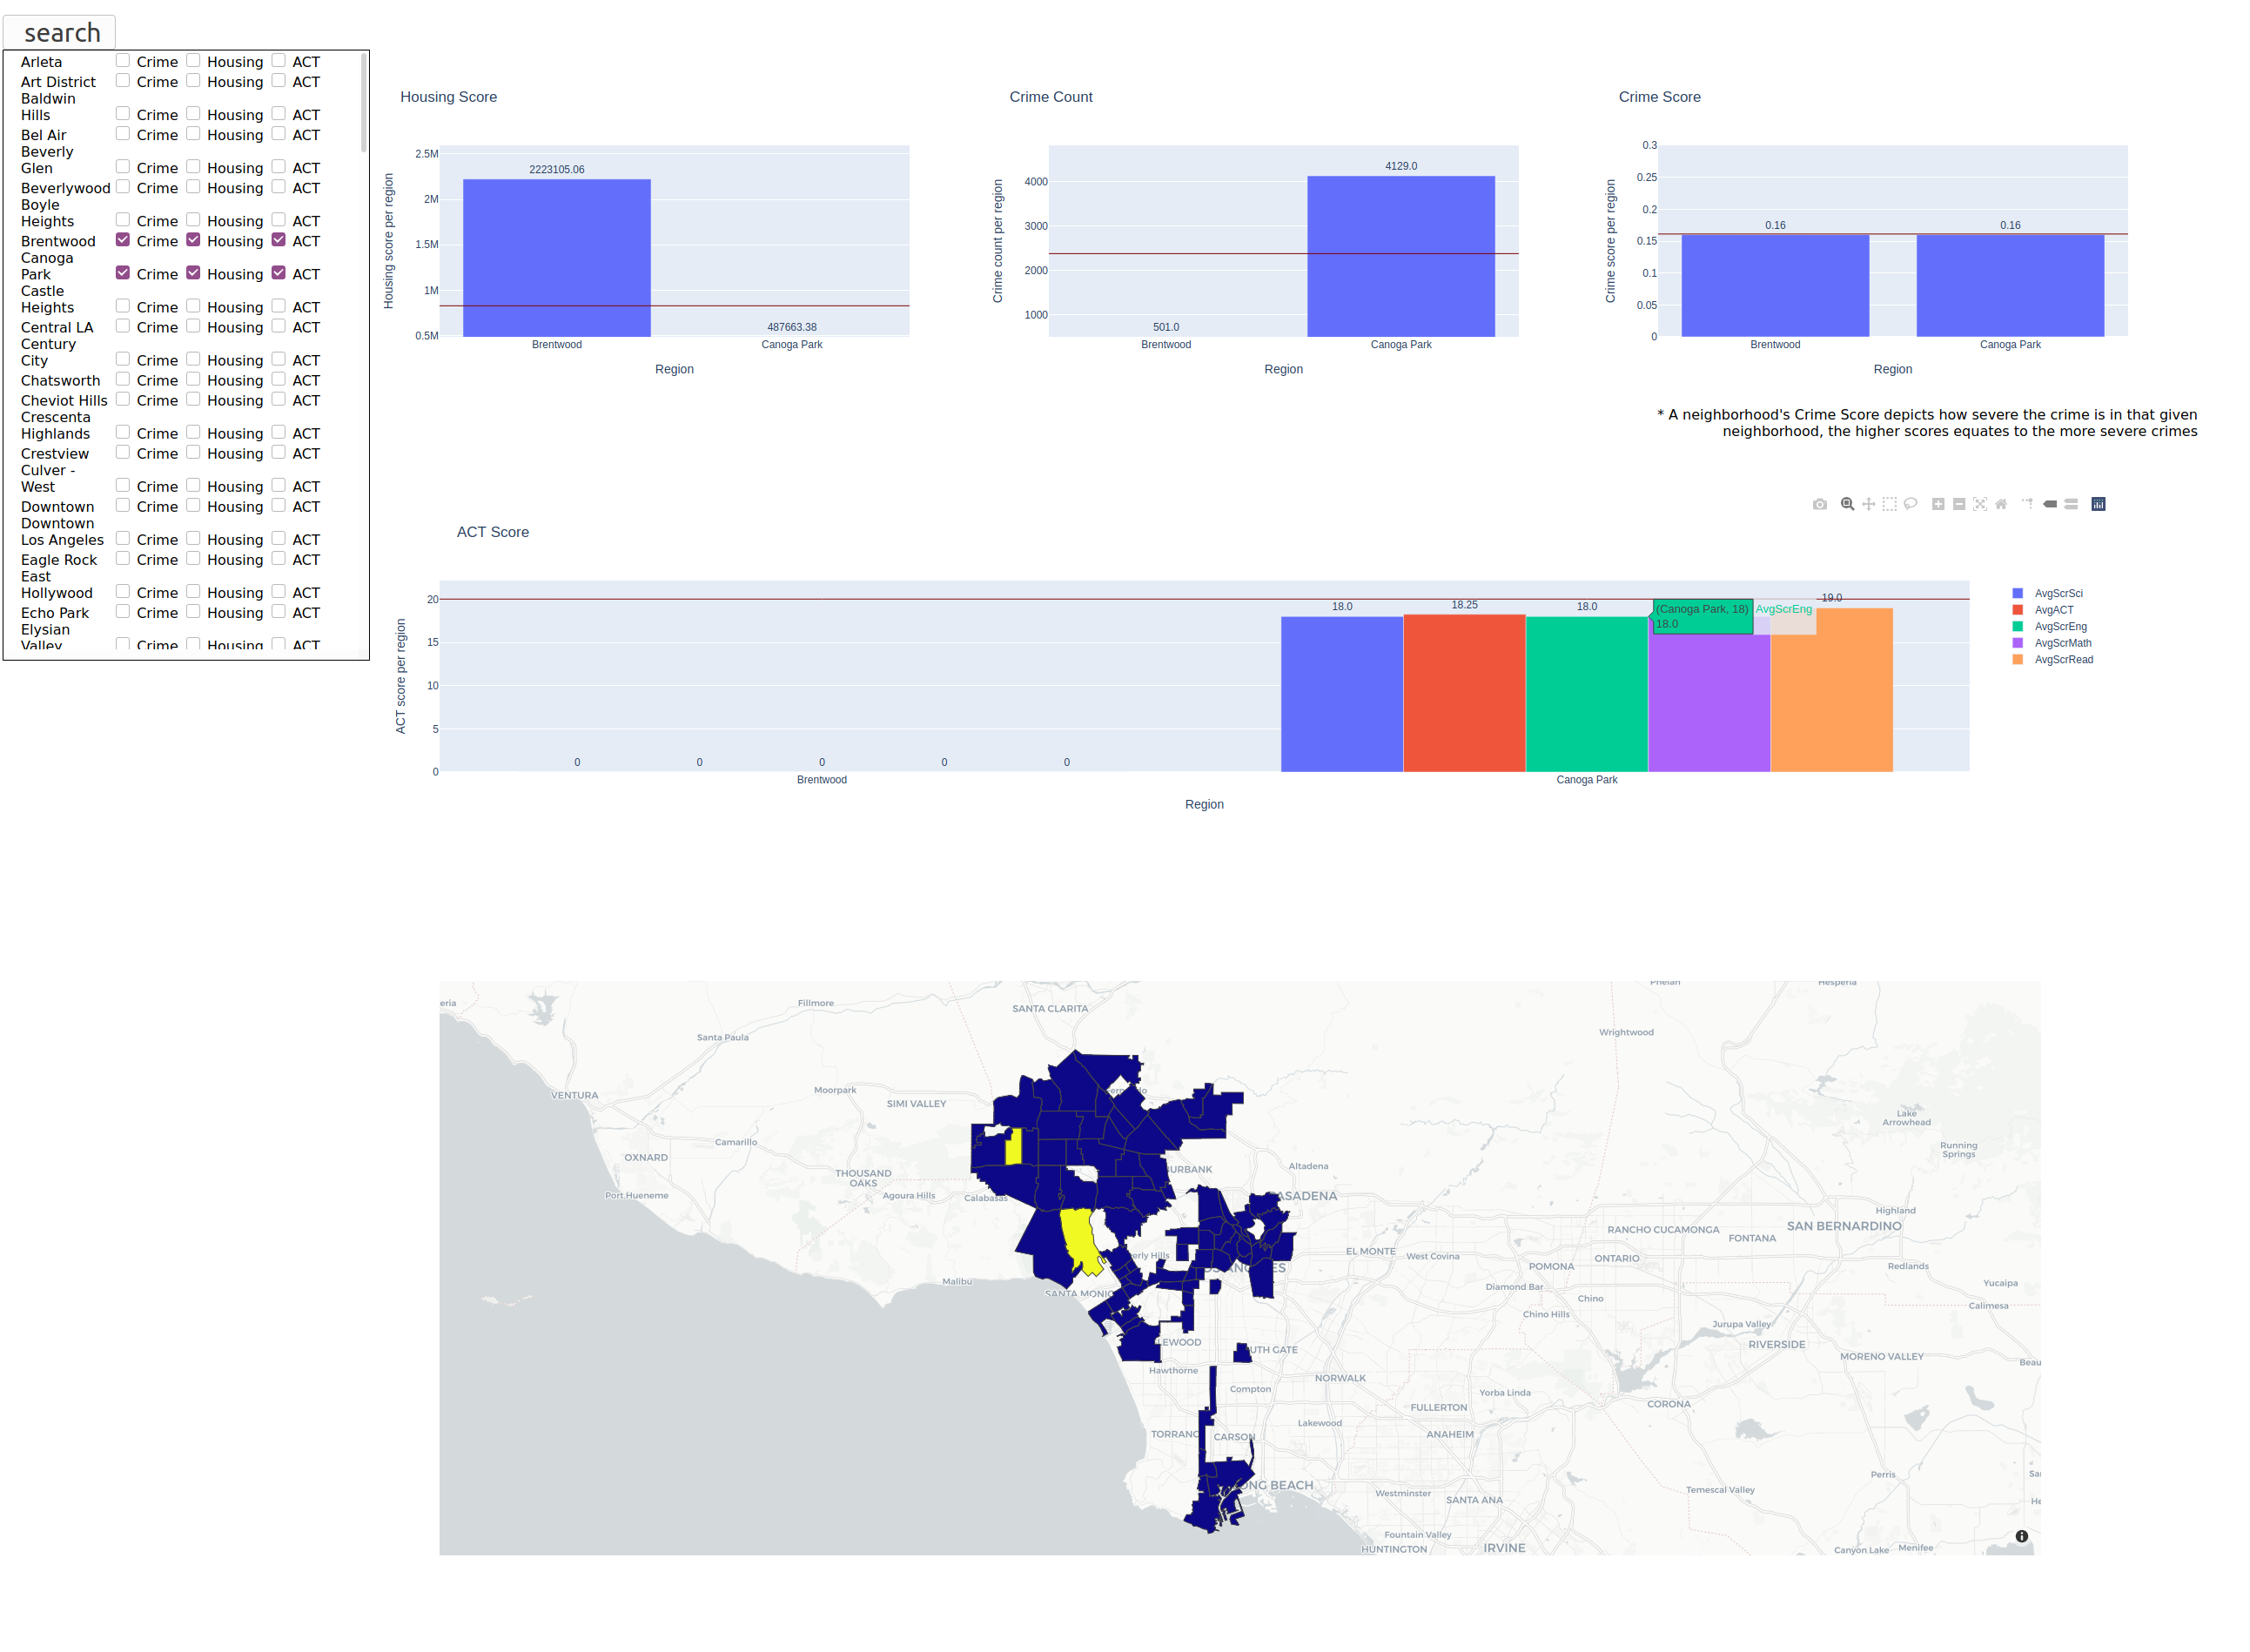 search
Arleta Crime Housing ACT
Art District Crime Housing ACT
Baldwin
Hills Crime Housing ACT
Bel Air Crime Housing ACT
Beverly
Glen Crime Housing ACT
Beverlywood Crime Housing ACT
Boyle
Heights Crime Housing ACT
Brentwood Crime Housing ACT
Canoga
Park Crime Housing ACT
Castle
Heights Crime Housing ACT
Central LA Crime Housing ACT
Century
City Crime Housing ACT
Chatsworth Crime Housing ACT
Cheviot Hills Crime Housing ACT
Crescenta
Highlands Crime Housing ACT
Crestview Crime Housing ACT
Culver -
West Crime Housing ACT
Downtown Crime Housing ACT
Downtown
Los Angeles Crime Housing ACT
Eagle Rock Crime Housing ACT
East
Hollywood Crime Housing ACT
Echo Park Crime Housing ACT
Elysian
Valley Crime Housing ACT
Housing Score
Housing score per region
2.5M
2M
1.5M
1M
0.5M
2223105.06
487663.38
Brentwood Canoga Park
Region
Crime Count
Crime count per region
4000
3000
2000
1000
4129.0
501.0
Brentwood Canoga Park
Region
Crime Score
Crime score per region
0.3
0.25
0.2
0.15
0.1
0.05
0
0.16 0.16
Brentwood Canoga Park
Region
* A neighborhood's Crime Score depicts how severe the crime is in that given
neighborhood, the higher scores equates to the more severe crimes
ACT Score
ACT score per region
20
15
10
5
0
0 0 0 0 0
18.0 18.25 18.0 19.0
(Canoga Park, 18) AvgScrEng
18.0
Brentwood Canoga Park
Region
AvgScrSci
AvgACT
AvgScrEng
AvgScrMath
AvgScrRead
eria
Fillmore
SANTA CLARITA
Phelan
Hesperia
Santa Paula
Wrightwood
VENTURA
Moorpark
SIMI VALLEY
Lake
Arrowhead
Camarillo
Running
Springs
OXNARD
THOUSAND
OAKS
BURBANK
Altadena
Port Hueneme
Agoura Hills
Calabasas
ASADENA
Highland
RANCHO CUCAMONGA
SAN BERNARDINO
FONTANA
erly Hills
EL MONTE
West Covina
ONTARIO
POMONA
Redlands
OS ANGELES
Malibu
Diamond Bar
Yucaipa
SANTA MONIC
Chino
Calimesa
Chino Hills
Jurupa Valley
LEWOOD
UTH GATE
RIVERSIDE
MORENO VALLEY
Beau
Hawthorne
NORWALK
Compton
Yorba Linda
CORONA
FULLERTON
Lakewood
TORRANC
CARSON
ANAHEIM
Perris
Sa
ONG BEACH
Westminster
Temescal Valley
SANTA ANA
He
Fountain Valley
HUNTINGTON
IRVINE
Canyon Lake
Menifee